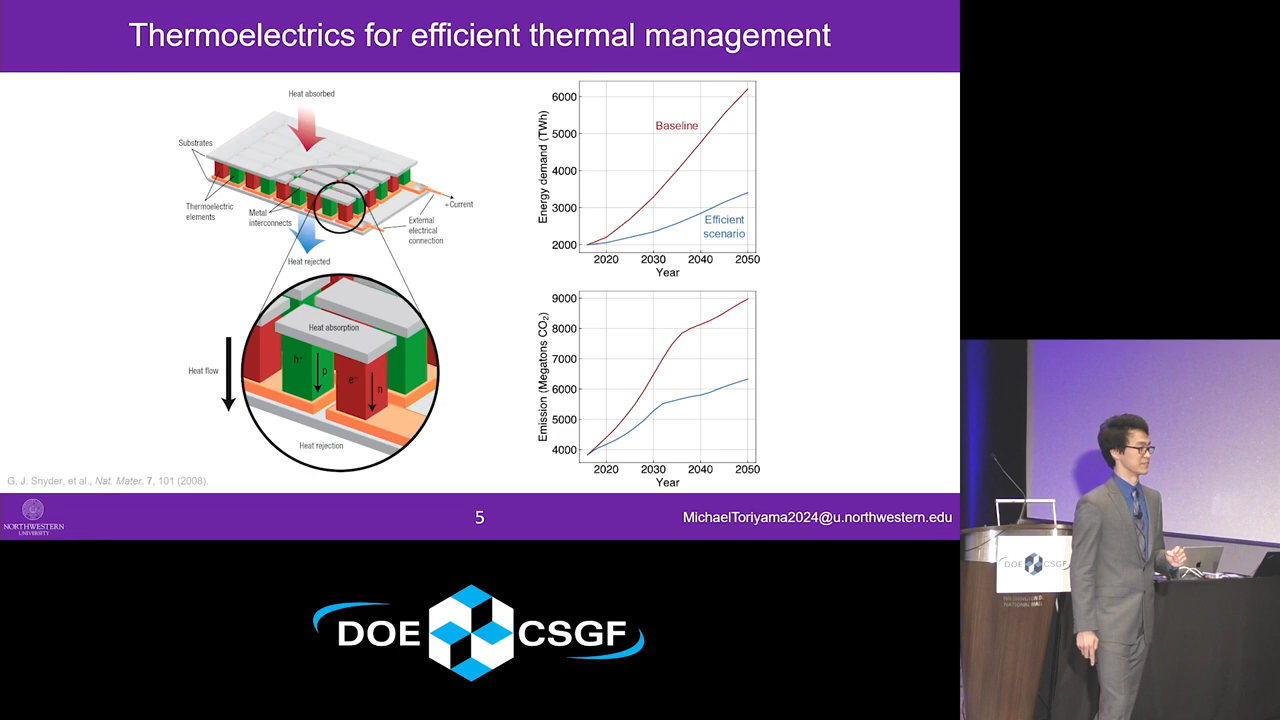 Thermoelectrics for efficient thermal management
Heat absorbed
Substrates
Thermoelectric
elements
Metal
interconnects
+Current
External
electrical
connection
Heat rejected
Heat absorption
h+
p
e−
n
Heat flow
Heat rejection
Energy demand (TWh)
6000
5000
4000
3000
2000
Baseline
Efficient
scenario
2020 2030 2040 2050
Year
Emission (Megatons CO₂)
9000
8000
7000
6000
5000
4000
2020 2030 2040 2050
Year
G. J. Snyder, et al., Nat. Mater. 7, 101 (2008).
NORTHWESTERN
UNIVERSITY
5
MichaelToriyama2024@u.northwestern.edu
DOE CSGF
DOE CSGF